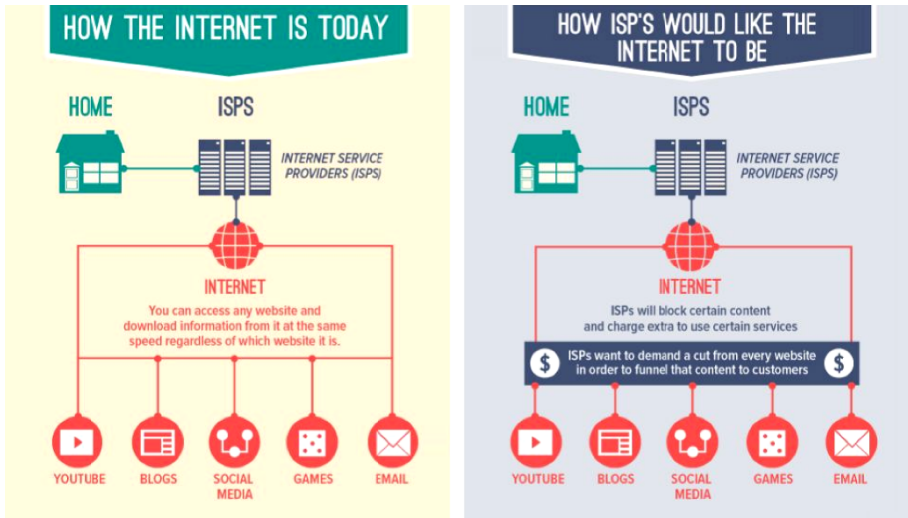 HOW THE INTERNET IS TODAY
HOME
ISPS
INTERNET SERVICE
PROVIDERS (ISPS)
INTERNET
You can access any website and
download information from it at the same
speed regardless of which website it is.
YOUTUBE
BLOGS
SOCIAL
MEDIA
GAMES
EMAIL
HOW ISP'S WOULD LIKE THE
INTERNET TO BE
HOME
ISPS
INTERNET SERVICE
PROVIDERS (ISPS)
INTERNET
ISPs will block certain content
and charge extra to use certain services
$
ISPs want to demand a cut from every website
in order to funnel that content to customers
$
YOUTUBE
BLOGS
SOCIAL
MEDIA
GAMES
EMAIL